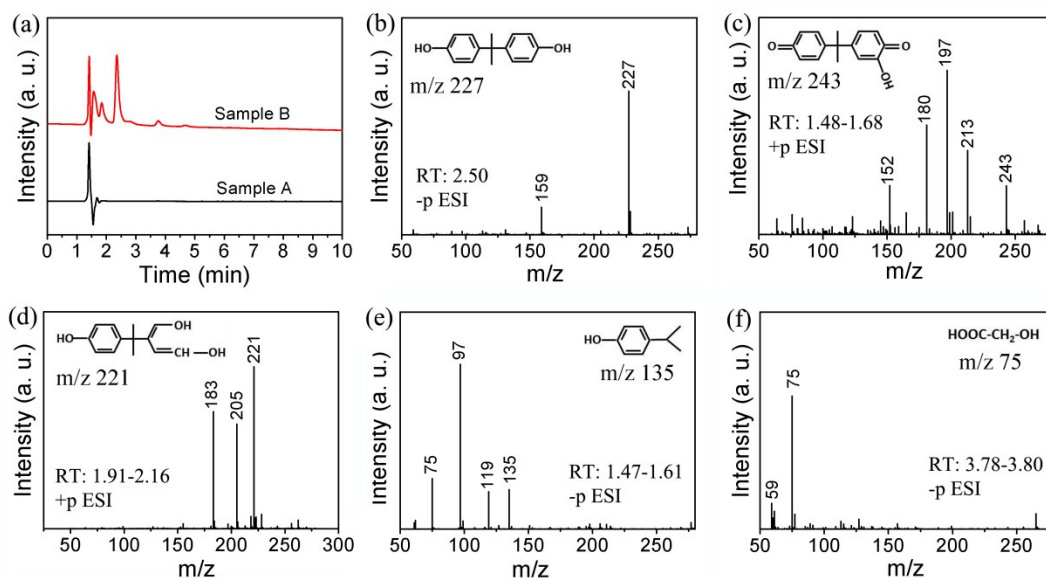 (a)
Intensity (a. u.)
Sample B
Sample A
0 1 2 3 4 5 6 7 8 9 10
Time (min)
(b)
Intensity (a. u.)
HO
OH
m/z 227
227
RT: 2.50
-p ESI
159
50 100 150 200 250
m/z
(c)
Intensity (a. u.)
O
O
OH
m/z 243
197
RT: 1.48-1.68
+p ESI
180
213
152
243
50 100 150 200 250
m/z
(d)
Intensity (a. u.)
OH
HO
CH-OH
m/z 221
221
183
205
RT: 1.91-2.16
+p ESI
50 100 150 200 250 300
m/z
(e)
Intensity (a. u.)
97
HO
m/z 135
75
119
135
RT: 1.47-1.61
-p ESI
50 100 150 200 250
m/z
(f)
Intensity (a. u.)
HOOC-CH₂-OH
75
m/z 75
RT: 3.78-3.80
-p ESI
59
50 100 150 200 250
m/z